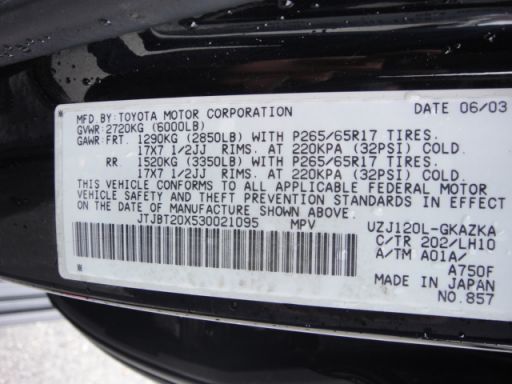 MFD. BY: TOYOTA MOTOR CORPORATION DATE 06/03
GVWR: 2720KG (6000LB)
GAWR: FRT. 1290KG (2850LB) WITH P265/65R17 TIRES.
17X7 1/2JJ RIMS. AT 220KPA (32PSI) COLD.
RR. 1520KG (3350LB) WITH P265/65R17 TIRES.
17X7 1/2JJ RIMS. AT 220KPA (32PSI) COLD.
THIS VEHICLE CONFORMS TO ALL APPLICABLE FEDERAL MOTOR
VEHICLE SAFETY AND THEFT PREVENTION STANDARDS IN EFFECT
ON THE DATE OF MANUFACTURE SHOWN ABOVE.
JTJBT20X530021095 MPV UZJ120L-GKAZKA
C/TR 202/LH10
A/TM A01A/
A750F
MADE IN JAPAN
NO.857